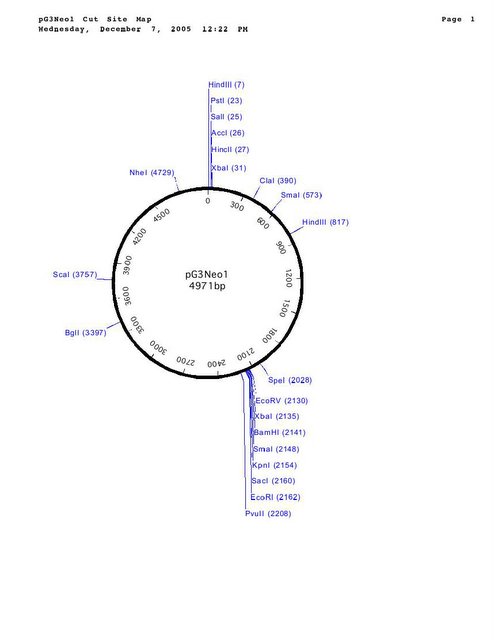 pG3Neo1 Cut Site Map
Page 1
Wednesday, December 7, 2005 12:22 PM
HindIII (7)
PstI (23)
SalI (25)
AccI (26)
HincII (27)
XbaI (31)
NheI (4729)
ClaI (390)
SmaI (573)
HindIII (817)
ScaI (3757)
BglI (3397)
0
300
600
900
1200
1500
1800
2100
2400
2700
3000
3300
3600
3900
4200
4500
pG3Neo1
4971bp
SpeI (2028)
EcoRV (2130)
XbaI (2135)
BamHI (2141)
SmaI (2148)
KpnI (2154)
SacI (2160)
EcoRI (2162)
PvuII (2208)